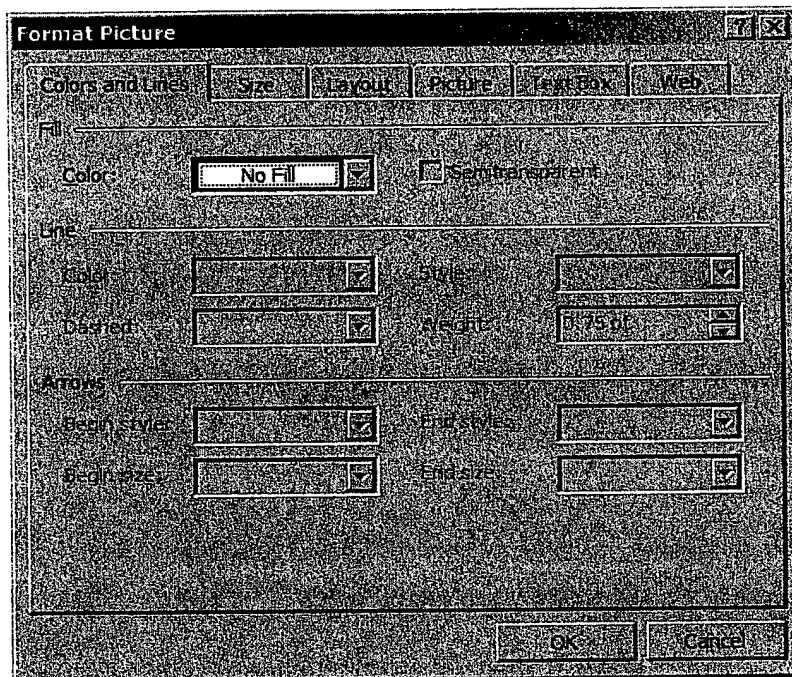 Format Picture
Colors and Lines Size Layout Picture Text Box Web
Fill
Color: No Fill Semitransparent
Line
Color: Style:
Dashed: Weight: 0.75 pt
Arrows
Begin style: End style:
Begin size: End size:
OK Cancel